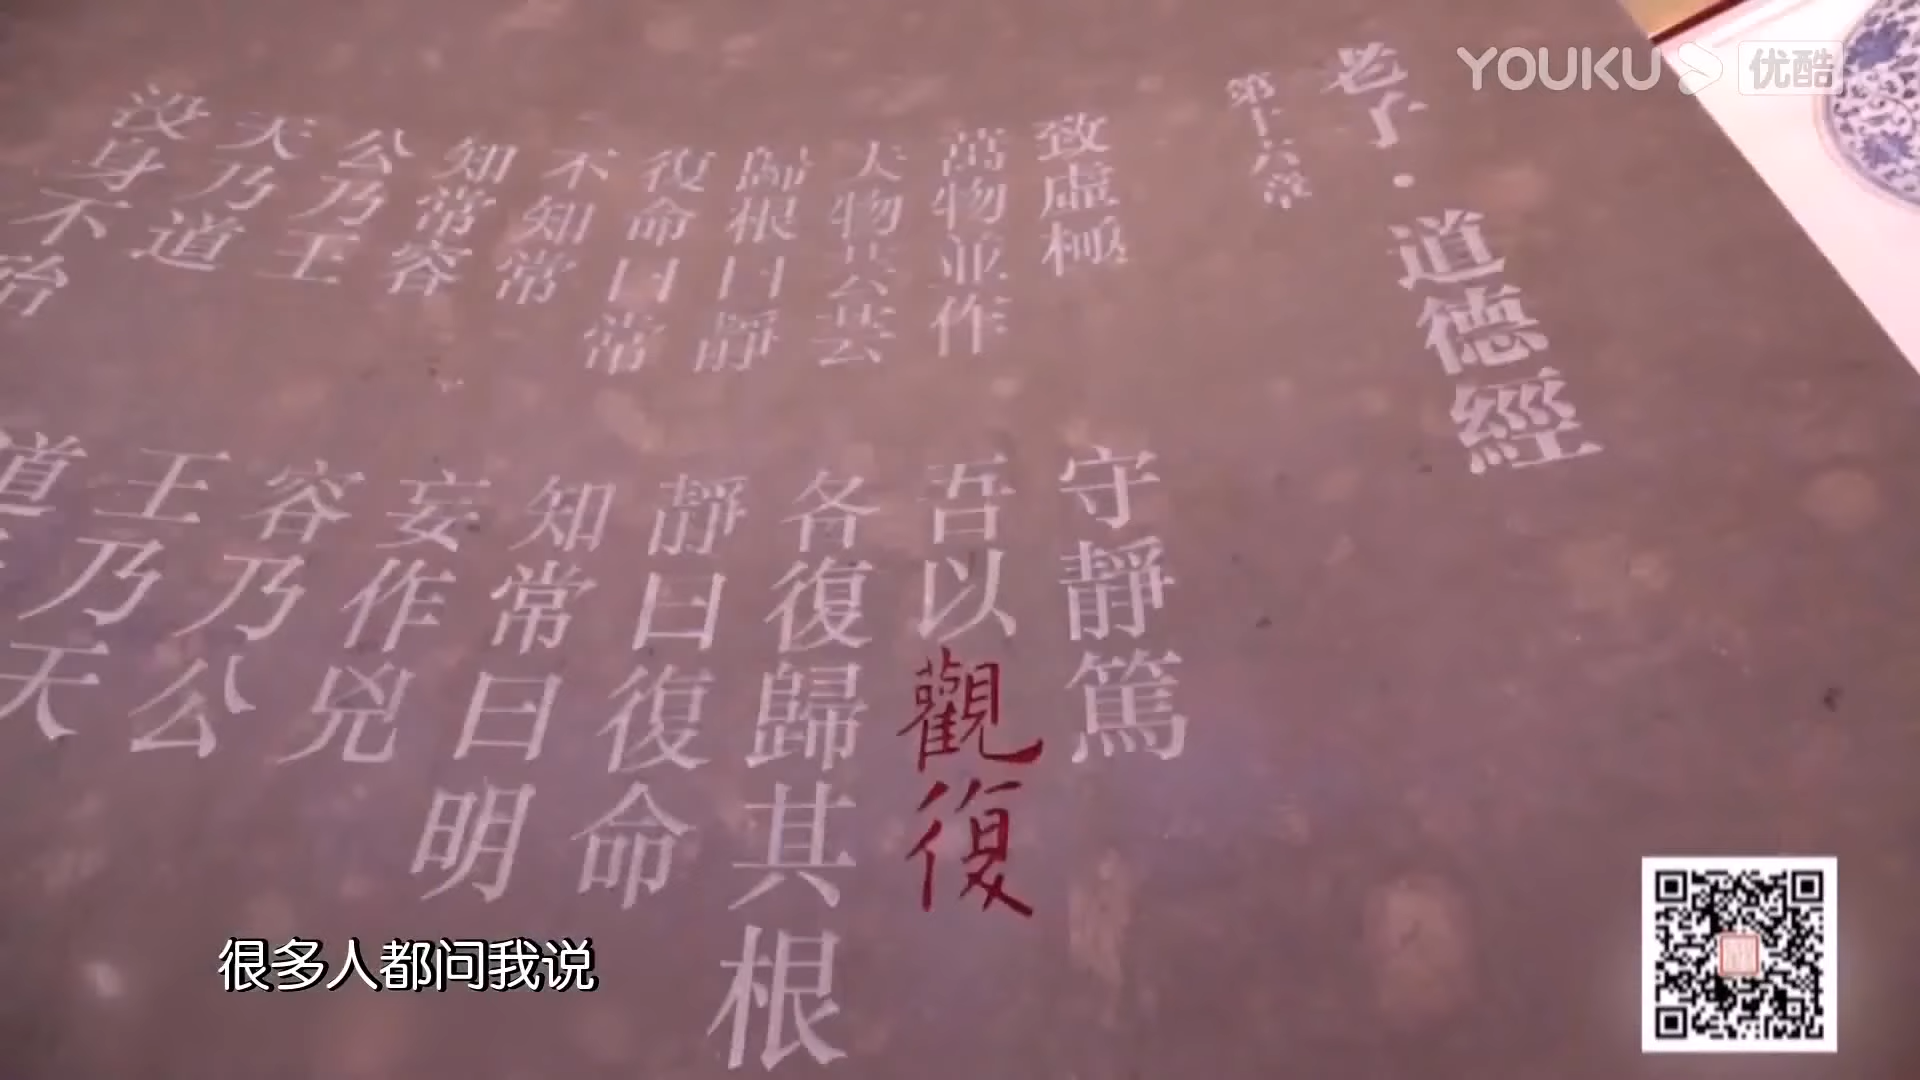 YOUKU 优酷
老子·道德經
第十六章
致虛極 守靜篤
萬物並作 吾以觀復
夫物芸芸 各復歸其根
歸根曰靜 靜曰復命
復命曰常 知常曰明
不知常 妄作兇
知常容 容乃公
公乃王 王乃天
天乃道 道
沒身不殆
很多人都问我说